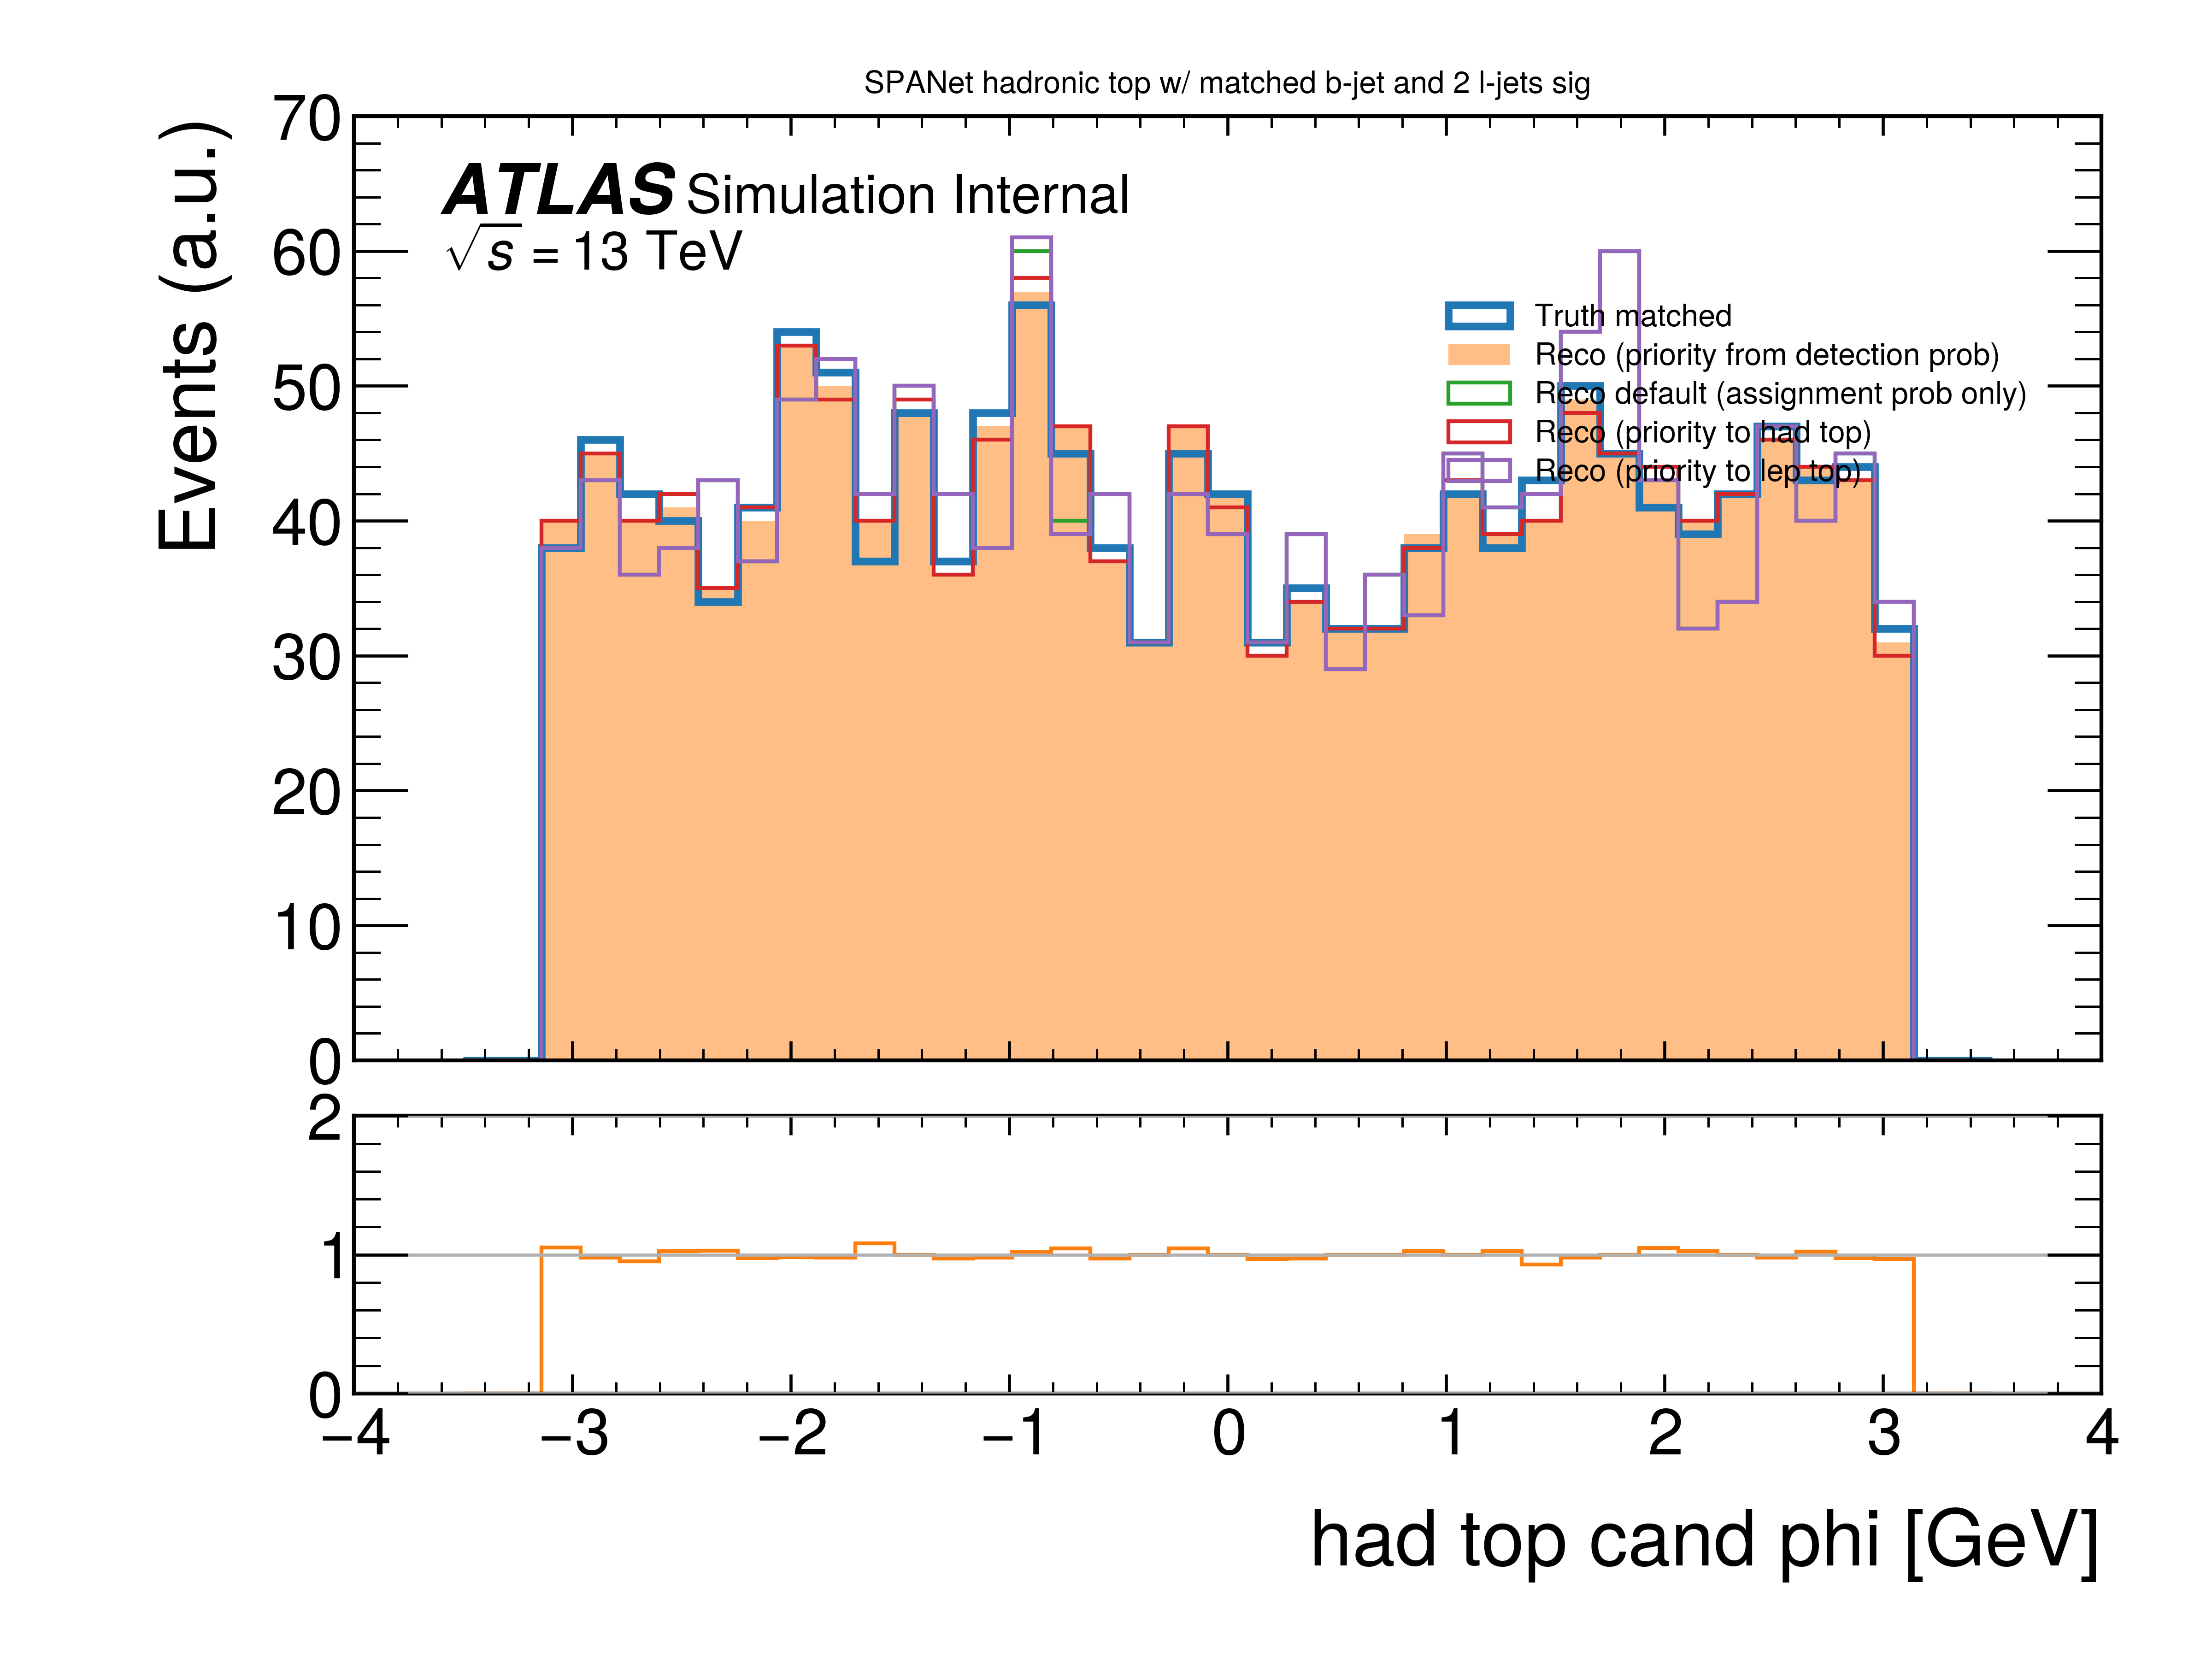 SPANet hadronic top w/ matched b-jet and 2 l-jets sig
Events (a.u.)
70
60
50
40
30
20
10
0
ATLAS Simulation Internal
√s = 13 TeV
Truth matched
Reco (priority from detection prob)
Reco default (assignment prob only)
Reco (priority to had top)
Reco (priority to lep top)
2
1
0
−4 −3 −2 −1 0 1 2 3 4
had top cand phi [GeV]